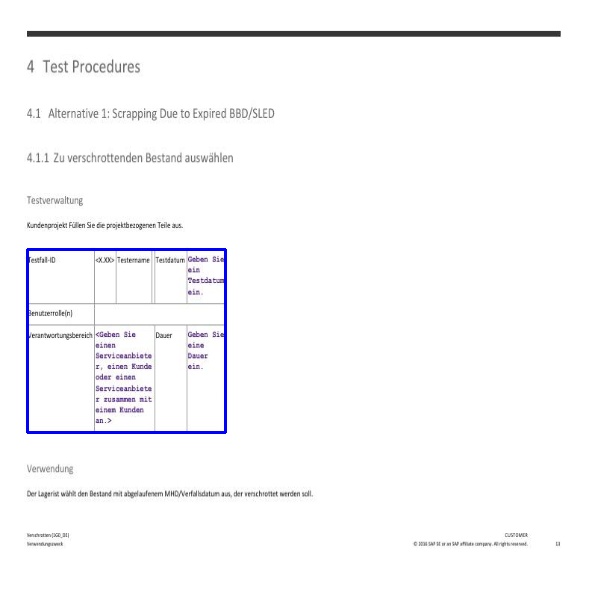 4 Test Procedures
4.1 Alternative 1: Scrapping Due to Expired BBD/SLED
4.1.1 Zu verschrottenden Bestand auswählen
Testverwaltung
Kundenprojekt Füllen Sie die projektbezogenen Teile aus.
Testfall-ID <X.XX> Testername Testdatum Geben Sie
ein
Testdatum
ein.
Benutzerrolle(n)
Verantwortungsbereich <Geben Sie Dauer Geben Sie
einen eine
Serviceanbiete Dauer
r, einen Kunde ein.
oder einen
Serviceanbiete
r zusammen mit
einem Kunden
an.>
Verwendung
Der Lagerist wählt den Bestand mit abgelaufenem MHD/Verfallsdatum aus, der verschrottet werden soll.
Verschrotten (1G0_DE) CUSTOMER
Verwendungszweck © 2016 SAP SE or an SAP affiliate company. All rights reserved. 13